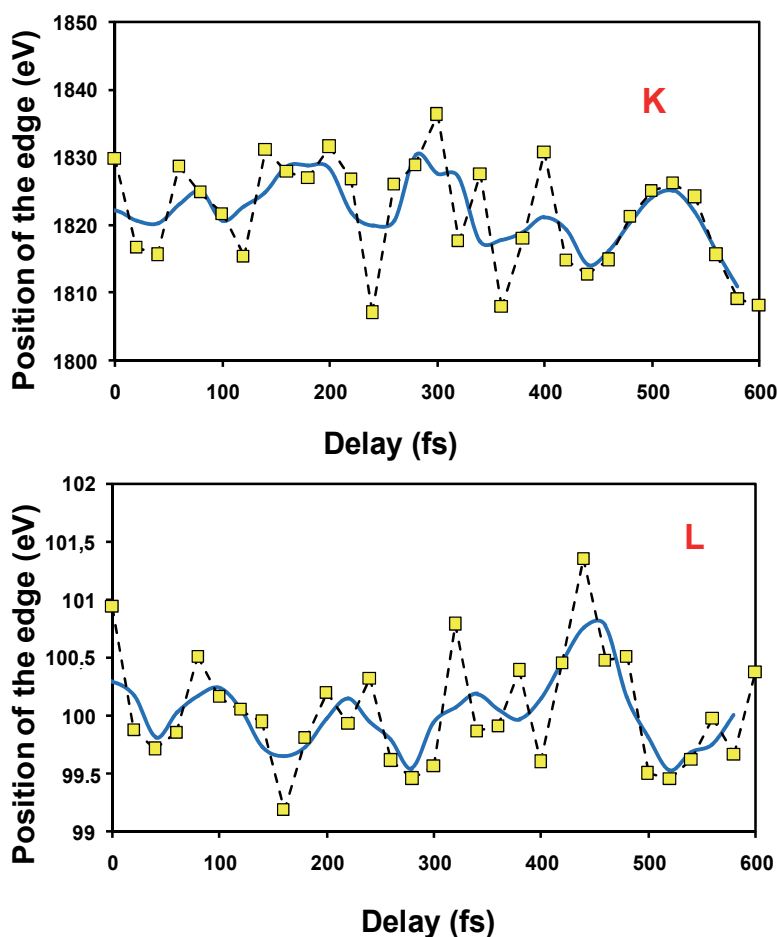 Position of the edge (eV)
1850
1840
1830
1820
1810
1800
K
0 100 200 300 400 500 600
Delay (fs)
Position of the edge (eV)
102
101,5
101
100.5
100
99.5
99
L
0 100 200 300 400 500 600
Delay (fs)